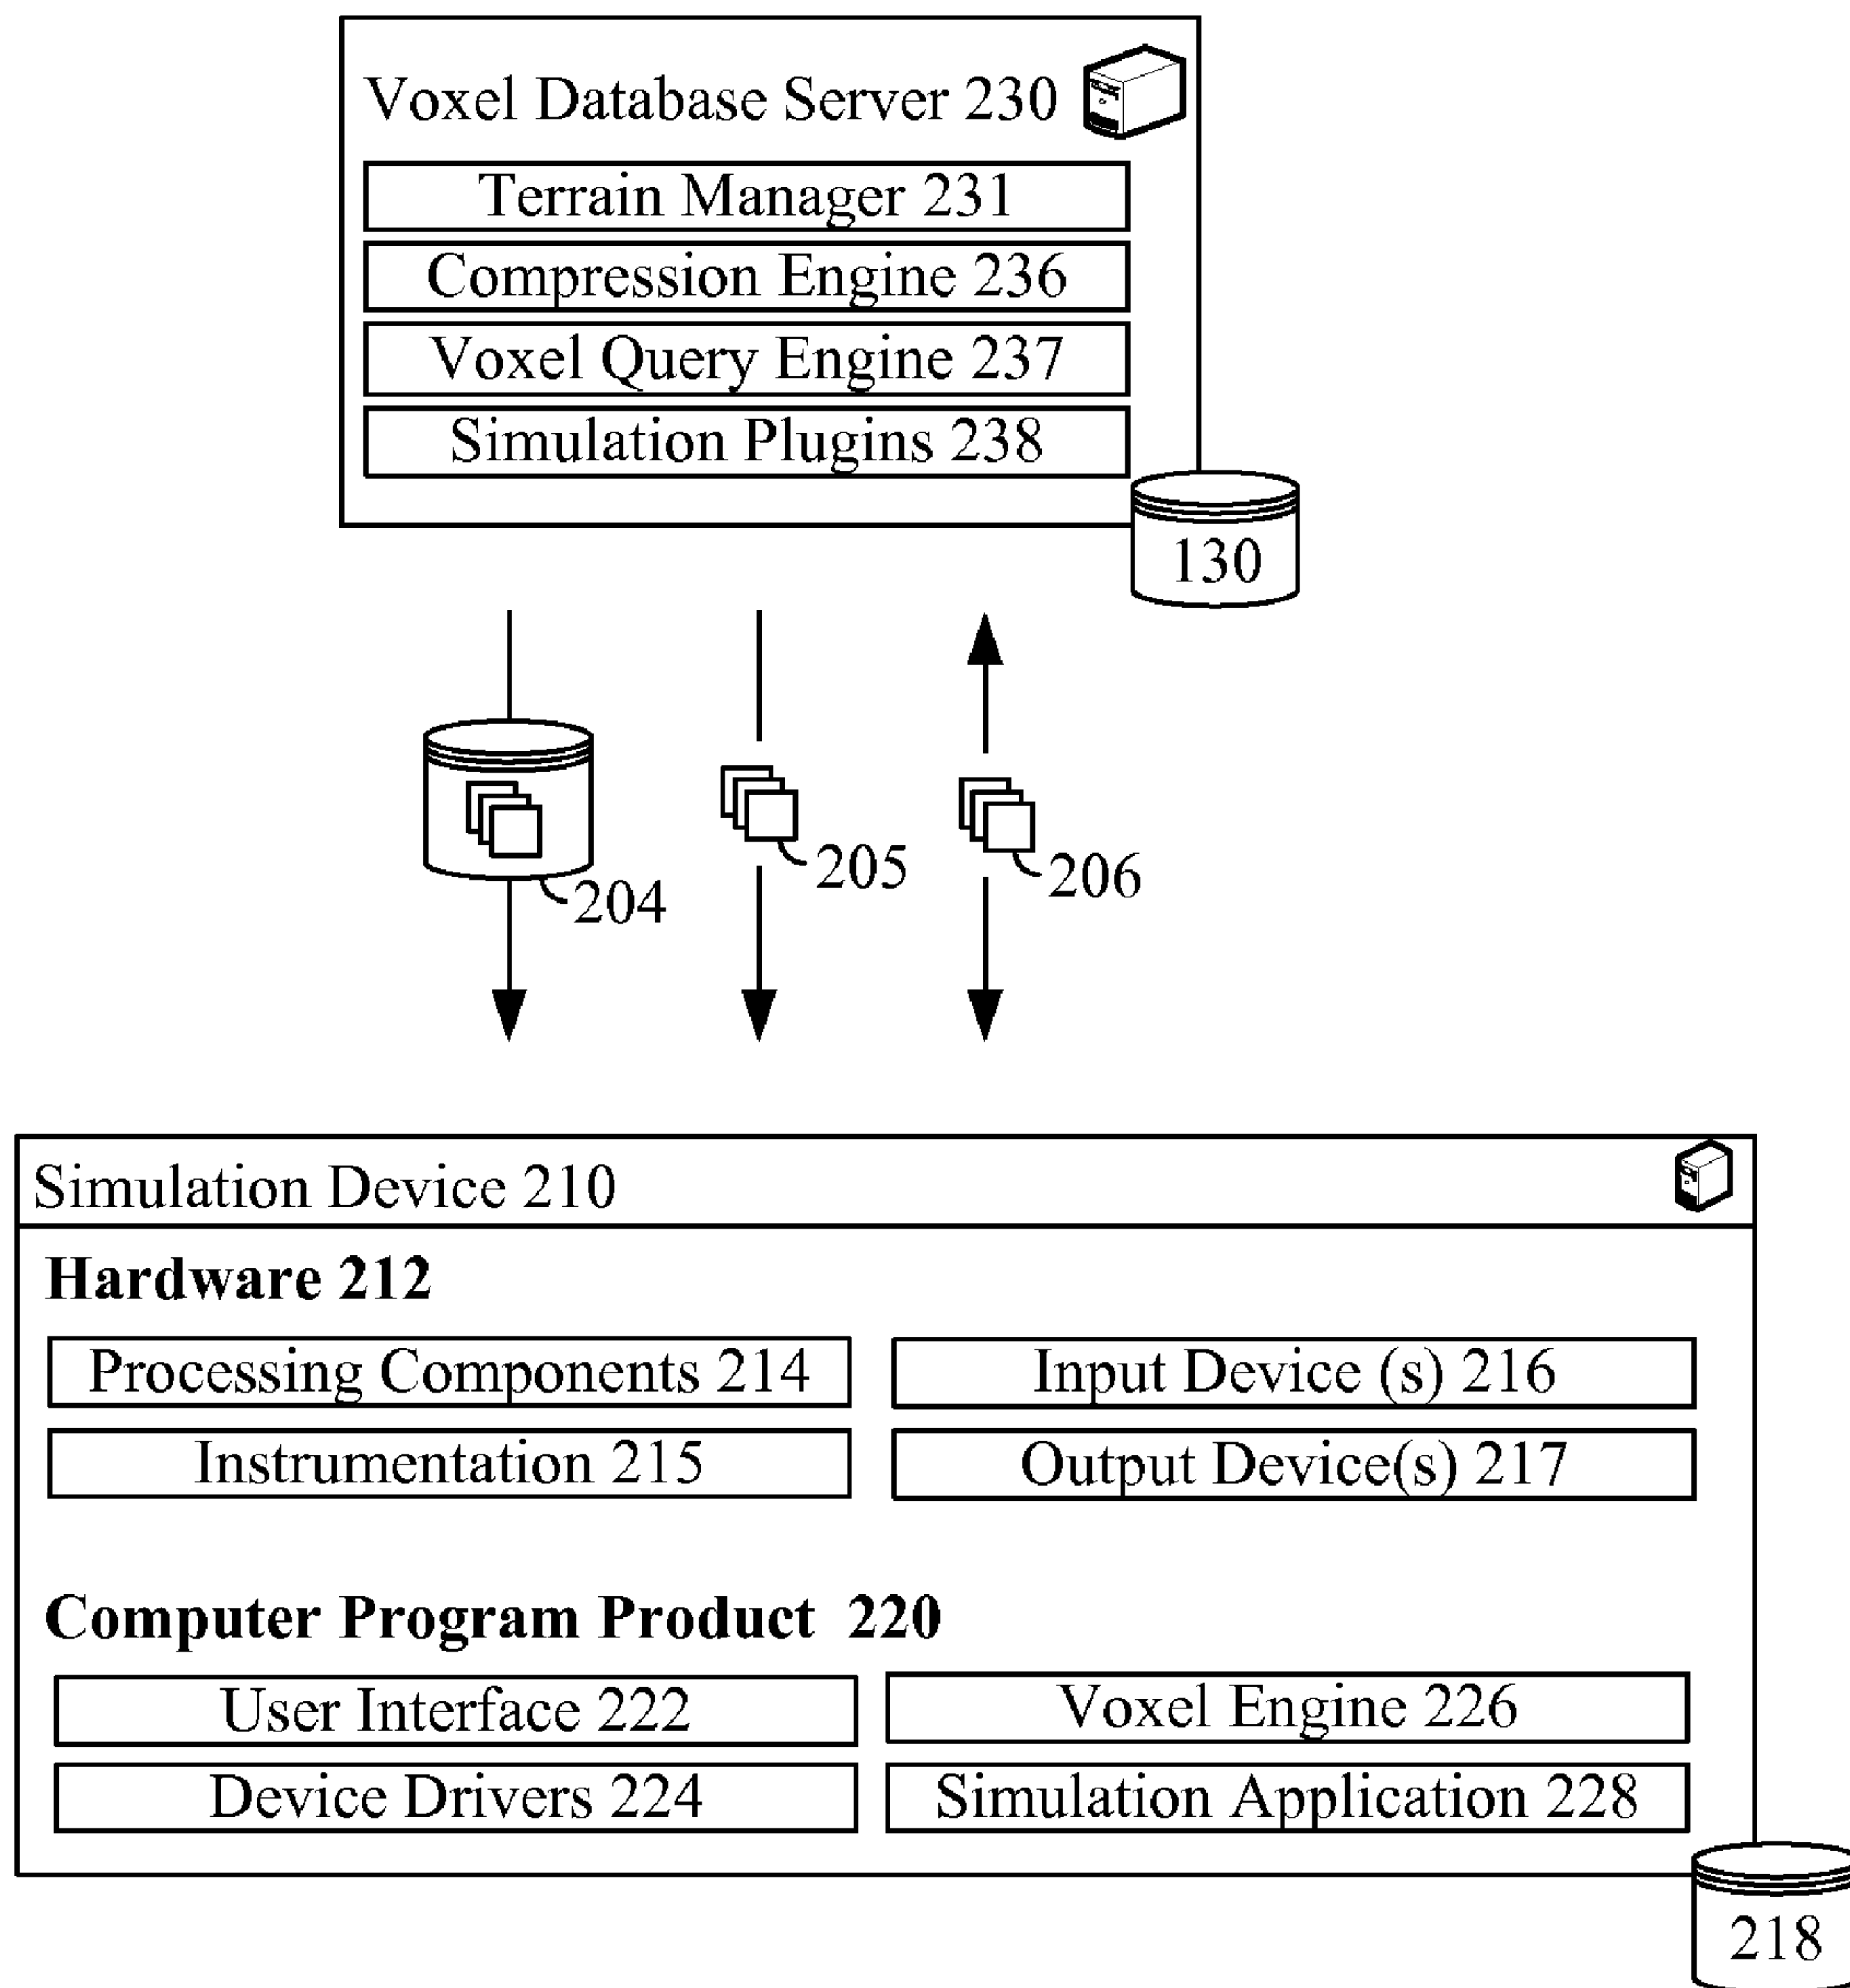 Voxel Database Server 230
Terrain Manager 231
Compression Engine 236
Voxel Query Engine 237
Simulation Plugins 238
130
204
205
206
Simulation Device 210
Hardware 212
Processing Components 214
Input Device (s) 216
Instrumentation 215
Output Device(s) 217
Computer Program Product 220
User Interface 222
Voxel Engine 226
Device Drivers 224
Simulation Application 228
218